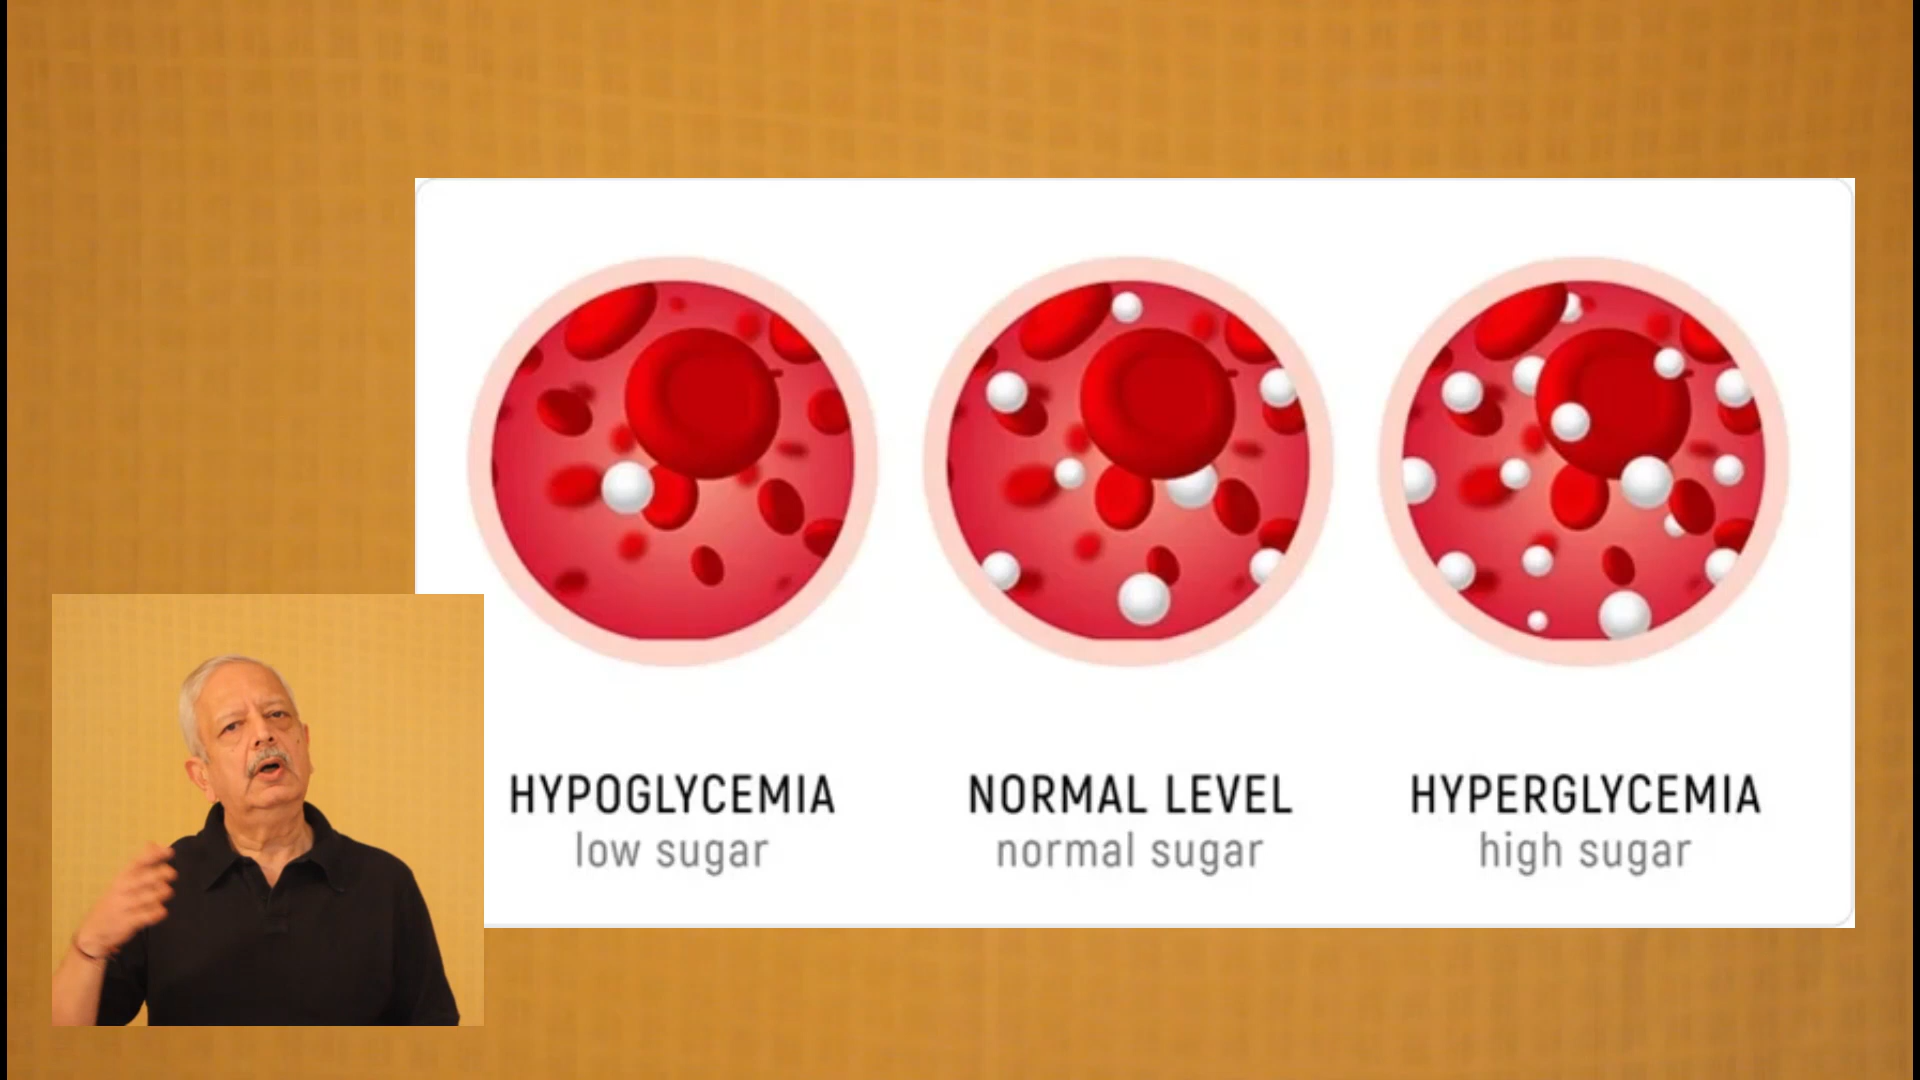 HYPOGLYCEMIA
low sugar
NORMAL LEVEL
normal sugar
HYPERGLYCEMIA
high sugar